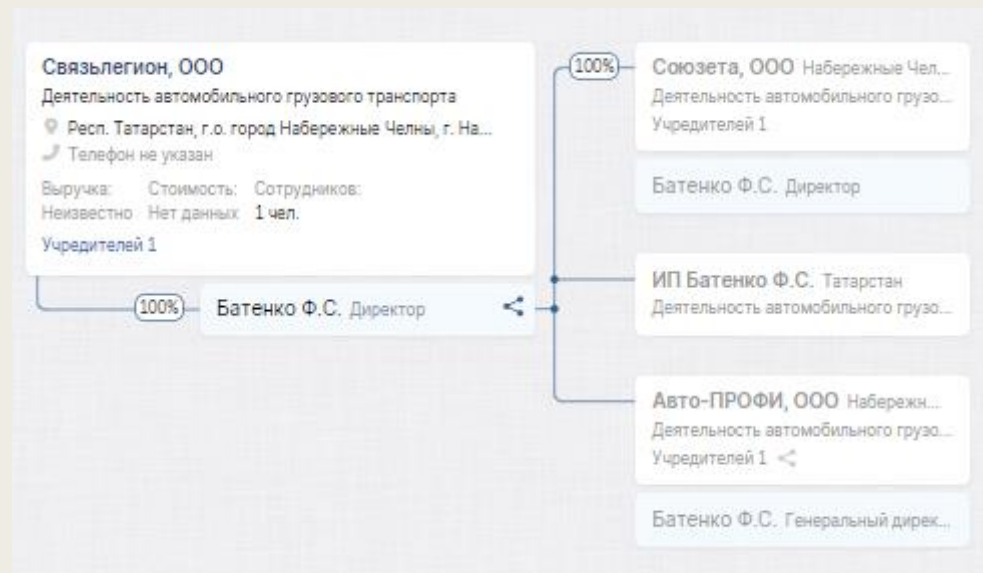 Связьлегион, ООО
Деятельность автомобильного грузового транспорта
Респ. Татарстан, г.о. город Набережные Челны, г. На...
Телефон не указан
Выручка: Стоимость: Сотрудников:
Неизвестно Нет данных 1 чел.
Учредителей 1
100% Батенко Ф.С. Директор
100% Союзета, ООО Набережные Чел...
Деятельность автомобильного грузо...
Учредителей 1
Батенко Ф.С. Директор
ИП Батенко Ф.С. Татарстан
Деятельность автомобильного грузо...
Авто-ПРОФИ, ООО Набережн...
Деятельность автомобильного грузо...
Учредителей 1
Батенко Ф.С. Генеральный дирек...